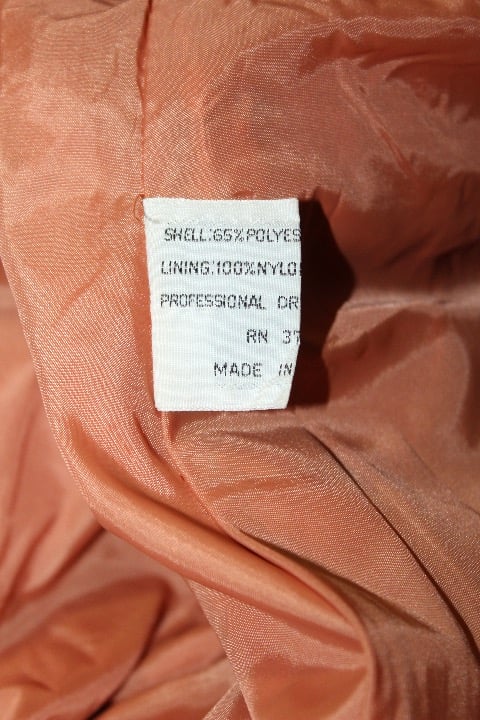 SHELL:65%POLYES
LINING:100%NYLO
PROFESSIONAL DR
RN 37
MADE IN